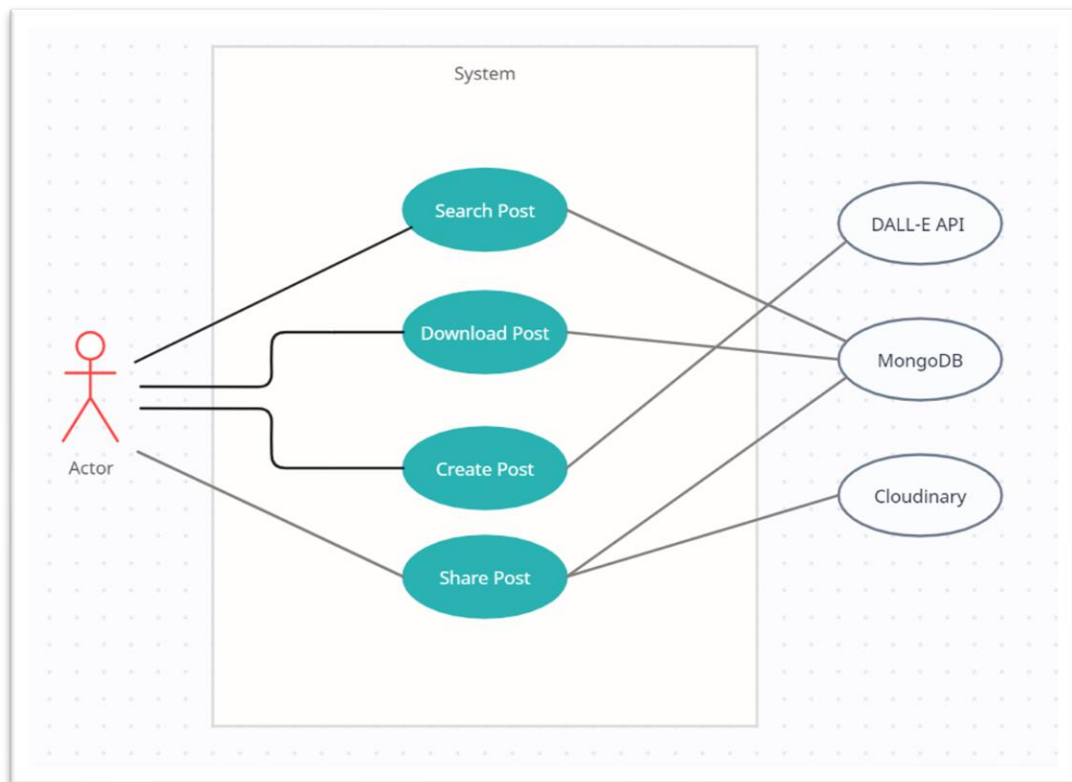 System
Search Post
DALL-E API
Download Post
MongoDB
Actor
Create Post
Cloudinary
Share Post